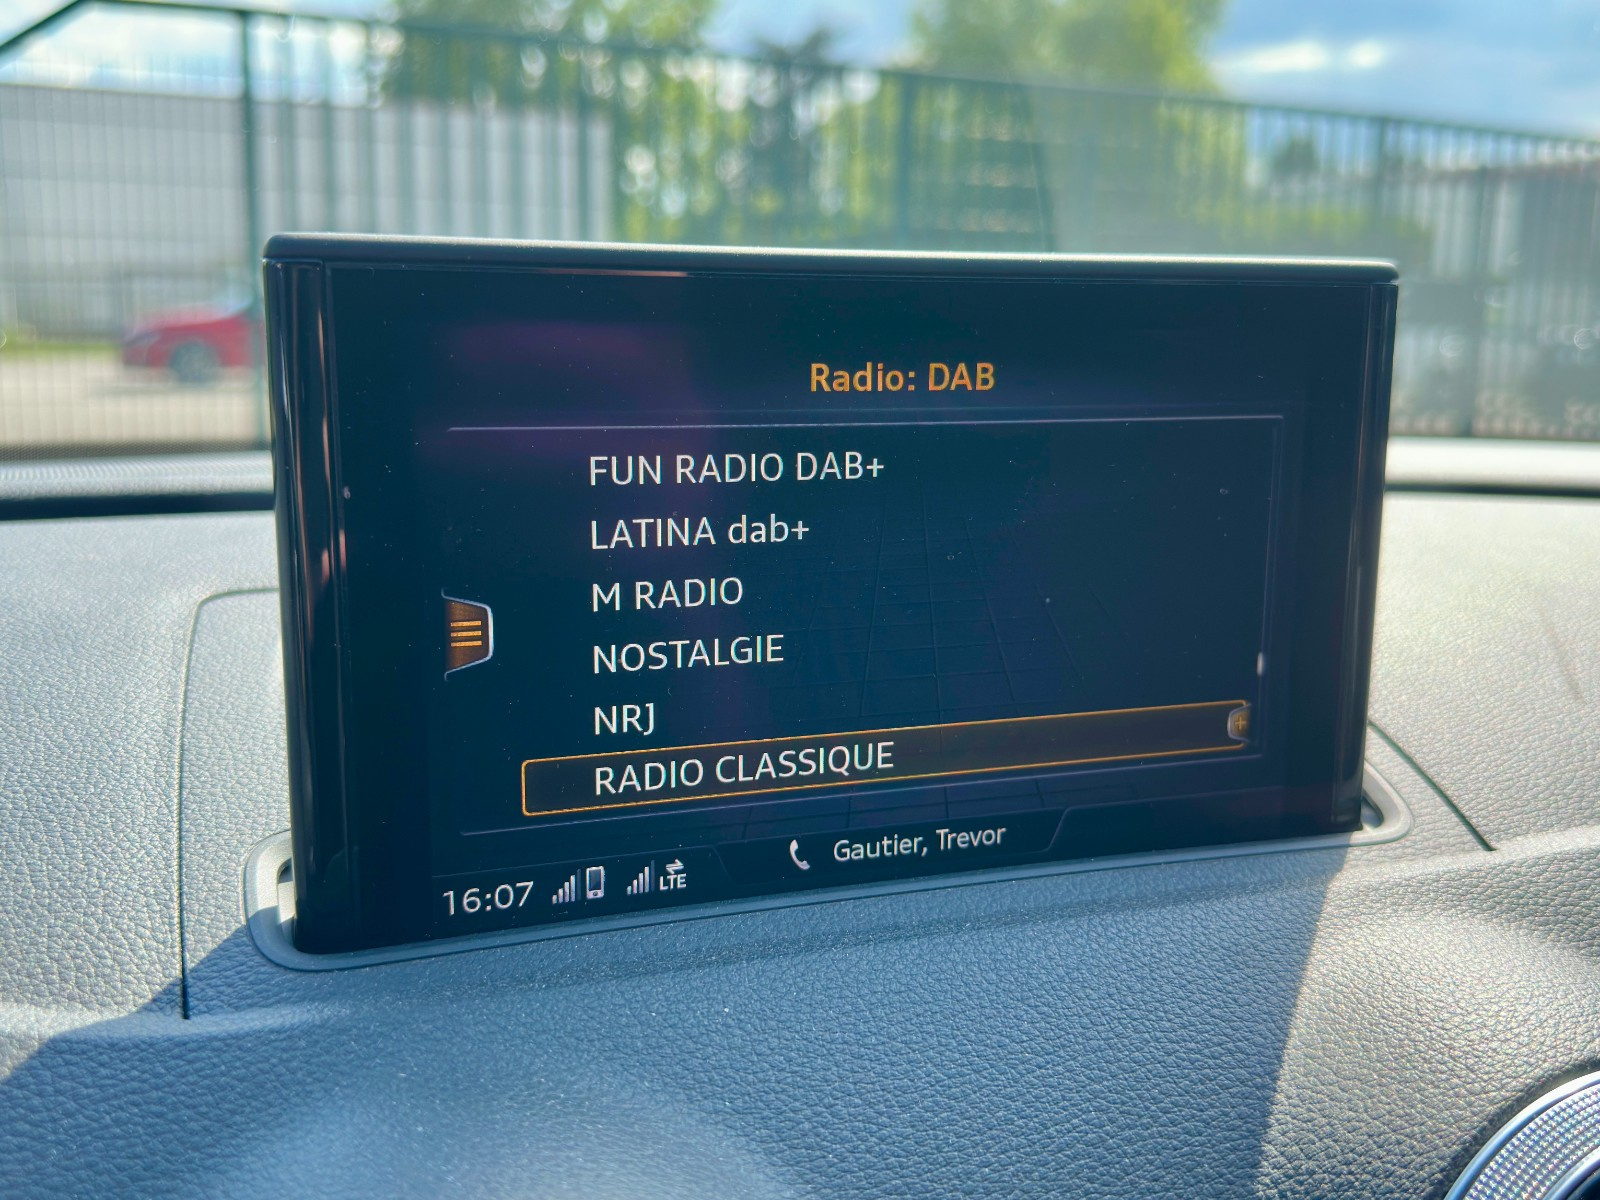 Radio: DAB
FUN RADIO DAB+
LATINA dab+
M RADIO
NOSTALGIE
NRJ
RADIO CLASSIQUE
Gautier, Trevor
16:07 LTE